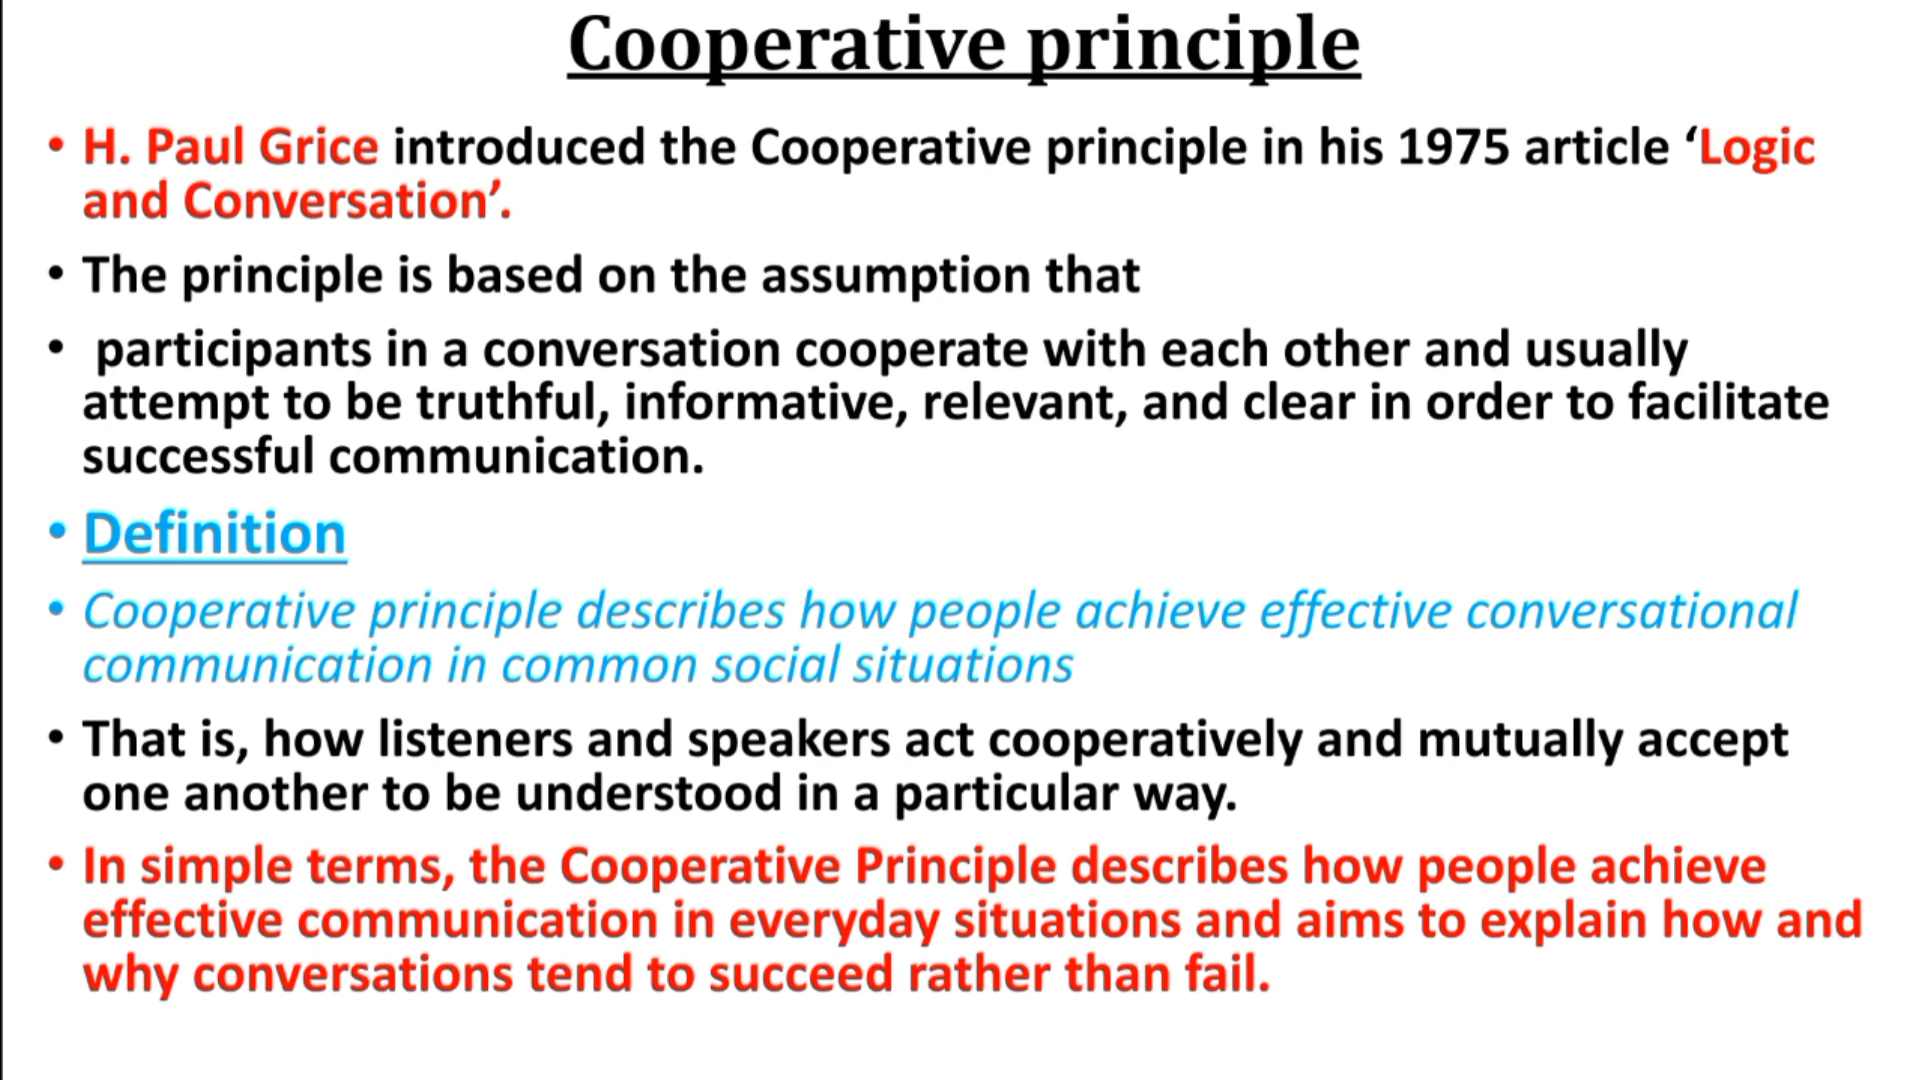 Cooperative principle
• H. Paul Grice introduced the Cooperative principle in his 1975 article ‘Logic
and Conversation’.
• The principle is based on the assumption that
• participants in a conversation cooperate with each other and usually
attempt to be truthful, informative, relevant, and clear in order to facilitate
successful communication.
• Definition
• Cooperative principle describes how people achieve effective conversational
communication in common social situations
• That is, how listeners and speakers act cooperatively and mutually accept
one another to be understood in a particular way.
• In simple terms, the Cooperative Principle describes how people achieve
effective communication in everyday situations and aims to explain how and
why conversations tend to succeed rather than fail.